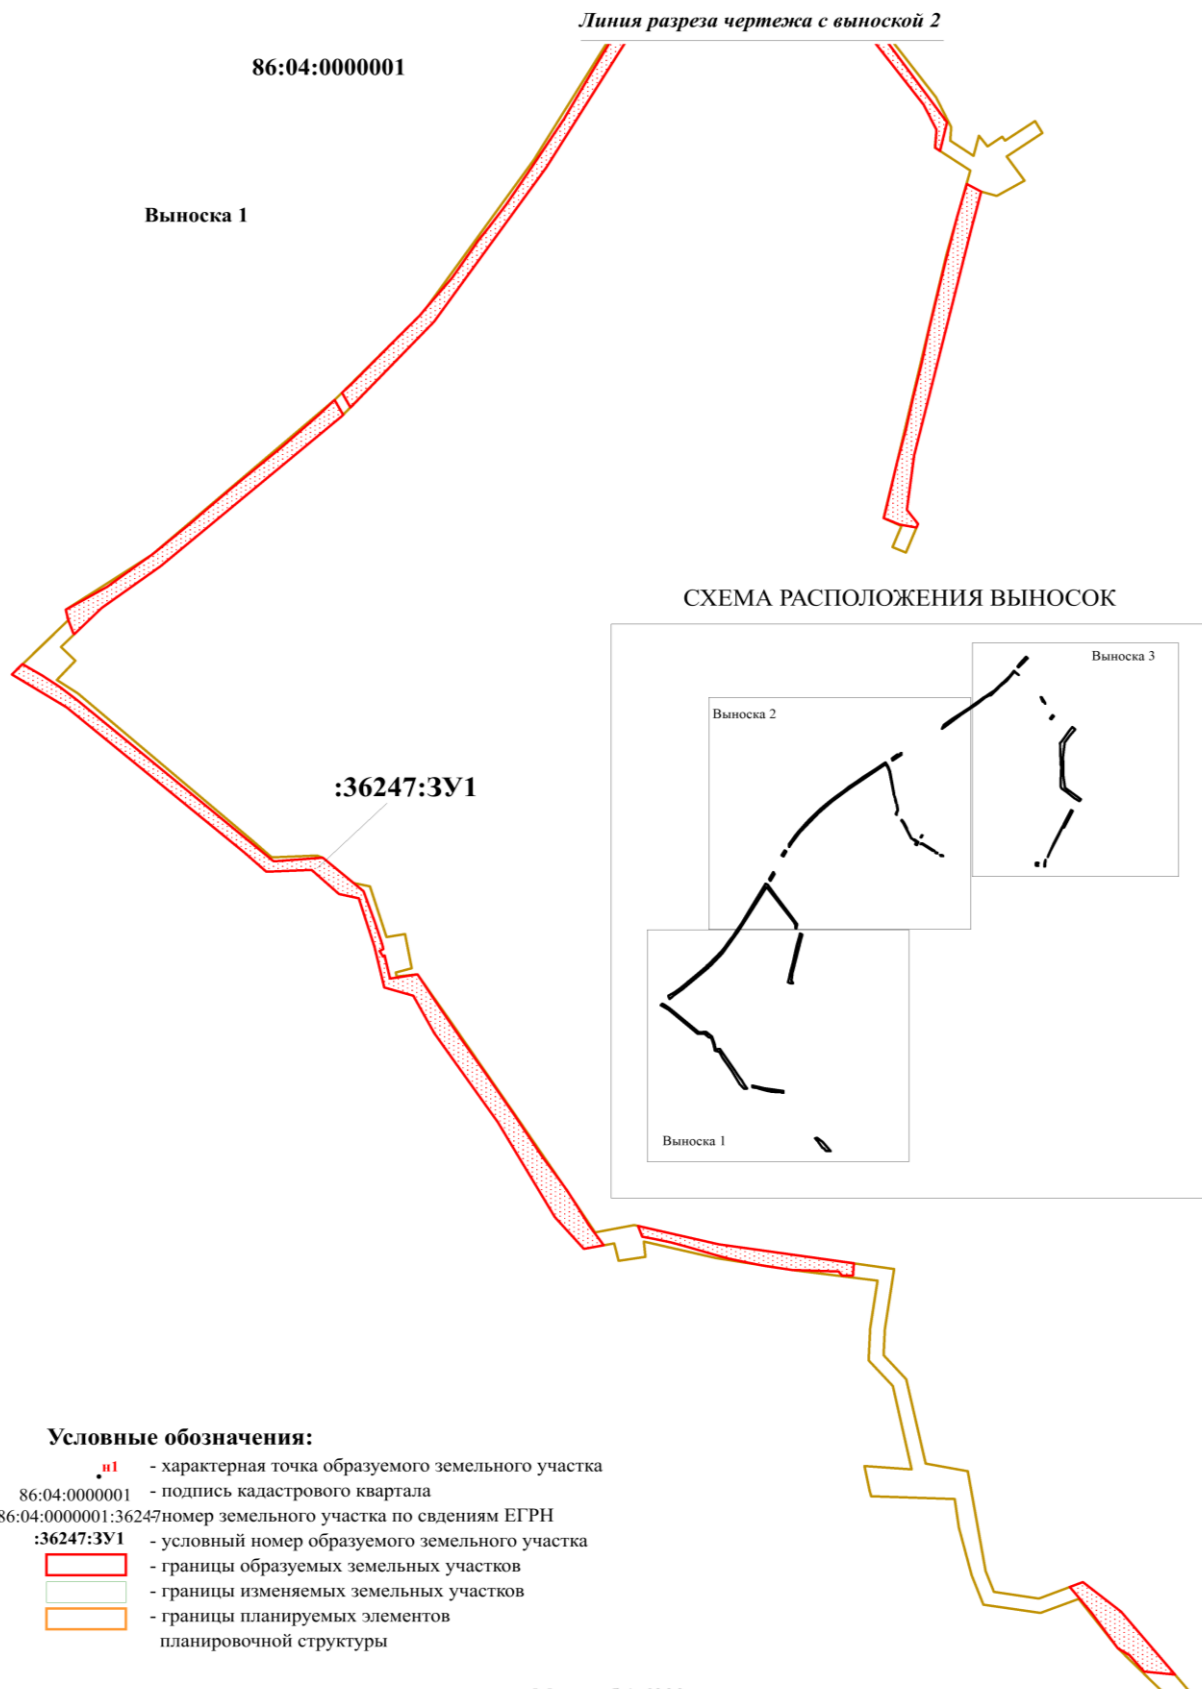 Линия разреза чертежа с выноской 2
86:04:0000001
Выноска 1
СХЕМА РАСПОЛОЖЕНИЯ ВЫНОСОК
Выноска 3
Выноска 2
:36247:ЗУ1
Выноска 1
Условные обозначения:
н1 - характерная точка образуемого земельного участка
86:04:0000001 - подпись кадастрового квартала
86:04:0000001:36247 номер земельного участка по свдениям ЕГРН
:36247:ЗУ1 - условный номер образуемого земельного участка
- границы образуемых земельных участков
- границы изменяемых земельных участков
- границы планируемых элементов
планировочной структуры